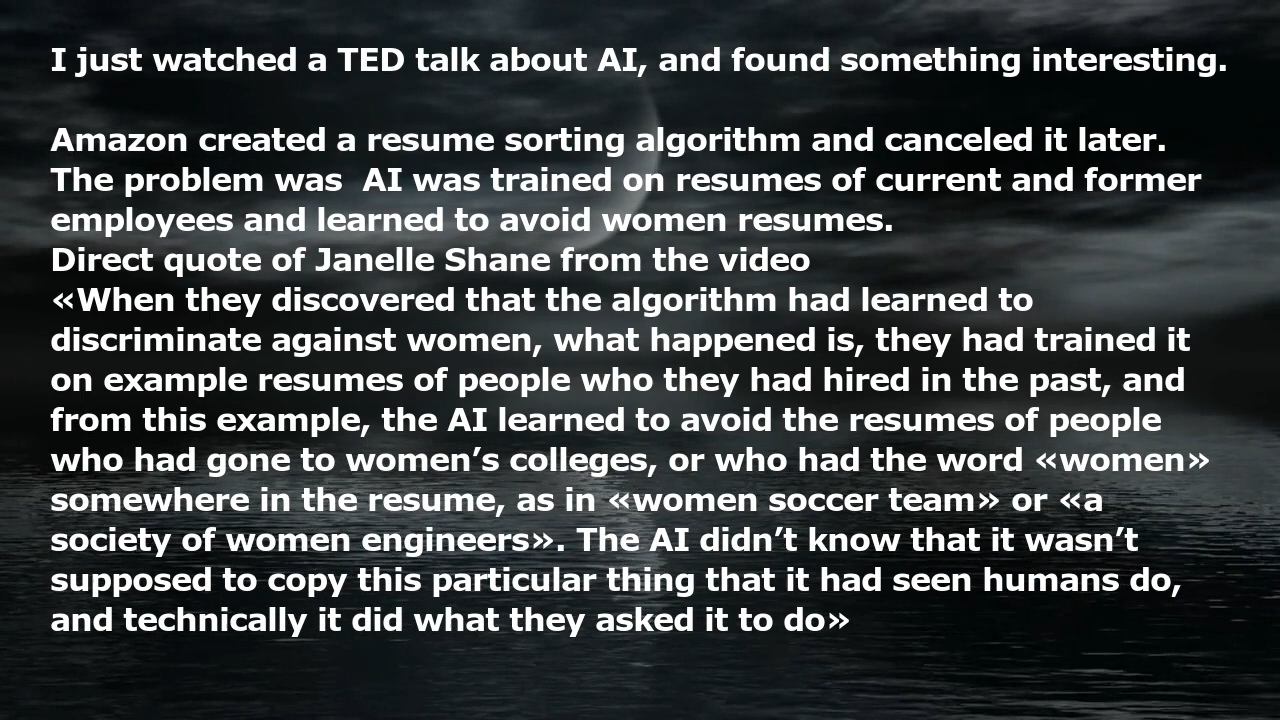 I just watched a TED talk about AI, and found something interesting.
Amazon created a resume sorting algorithm and canceled it later.
The problem was  AI was trained on resumes of current and former
employees and learned to avoid women resumes.
Direct quote of Janelle Shane from the video
«When they discovered that the algorithm had learned to
discriminate against women, what happened is, they had trained it
on example resumes of people who they had hired in the past, and
from this example, the AI learned to avoid the resumes of people
who had gone to women’s colleges, or who had the word «women»
somewhere in the resume, as in «women soccer team» or «a
society of women engineers». The AI didn’t know that it wasn’t
supposed to copy this particular thing that it had seen humans do,
and technically it did what they asked it to do»